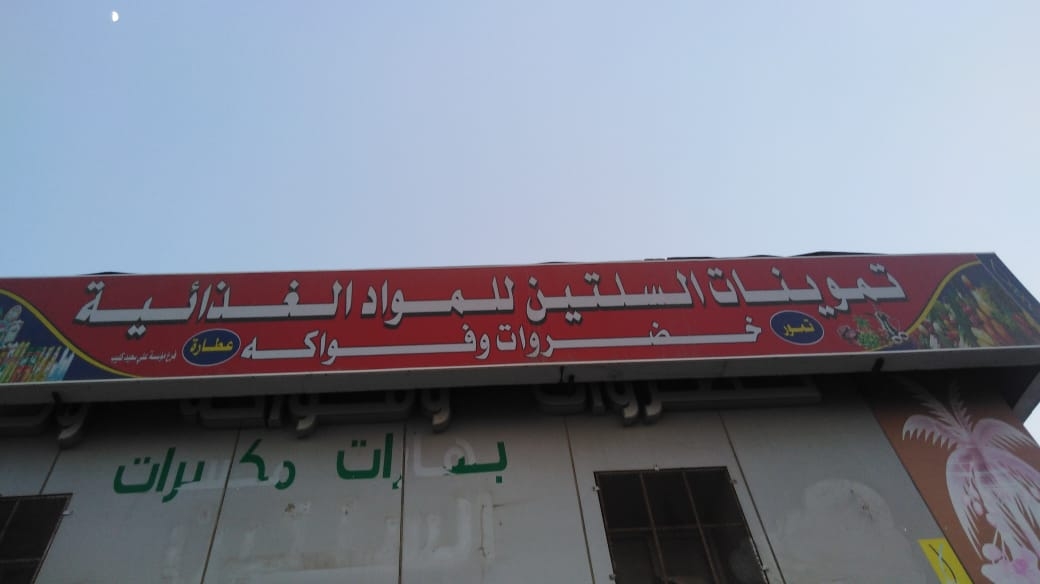 تموينات السلتين للمواد الغذائية
تمور خضروات وفواكه عطارة
بهارات مكسرات